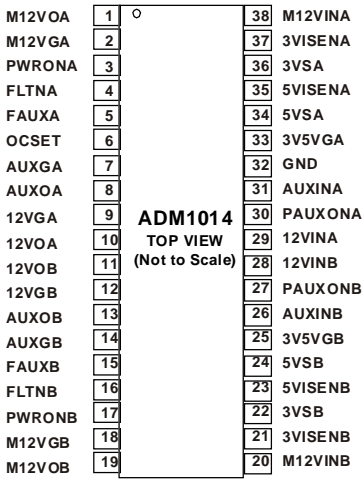 M12VOA 1 38 M12VINA
M12VGA 2 37 3VISENA
PWRONA 3 36 3VSA
FLTNA 4 35 5VISENA
FAUXA 5 34 5VSA
OCSET 6 33 3V5VGA
AUXGA 7 32 GND
AUXOA 8 31 AUXINA
12VGA 9 ADM1014 30 PAUXONA
12VOA 10 TOP VIEW 29 12VINA
12VOB 11 (Not to Scale) 28 12VINB
12VGB 12 27 PAUXONB
AUXOB 13 26 AUXINB
AUXGB 14 25 3V5VGB
FAUXB 15 24 5VSB
FLTNB 16 23 5VISENB
PWRONB 17 22 3VSB
M12VGB 18 21 3VISENB
M12VOB 19 20 M12VINB